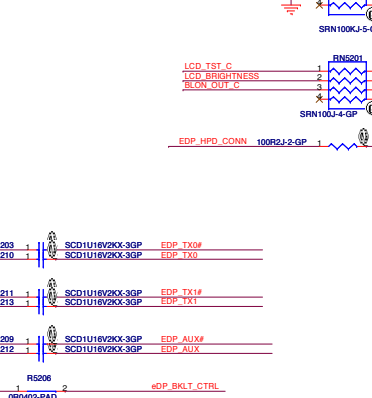 SRN100KJ-5-
RN5201
LCD_TST_C 1
LCD_BRIGHTNESS 2
BLON_OUT_C 3
4
SRN100J-4-GP
EDP_HPD_CONN 100R2J-2-GP 1
203 1 SCD1U16V2KX-3GP EDP_TX0#
210 1 SCD1U16V2KX-3GP EDP_TX0
211 1 SCD1U16V2KX-3GP EDP_TX1#
213 1 SCD1U16V2KX-3GP EDP_TX1
209 1 SCD1U16V2KX-3GP EDP_AUX#
212 1 SCD1U16V2KX-3GP EDP_AUX
R5206
1 2 eDP_BKLT_CTRL
0R0402-PAD